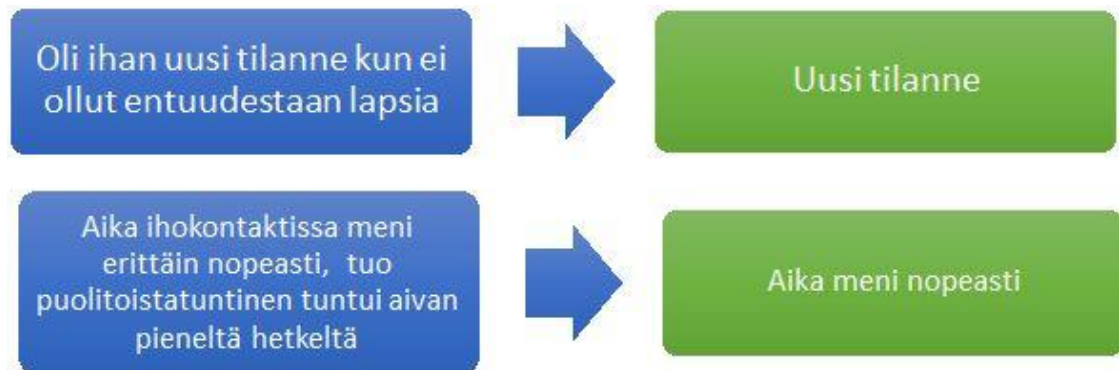 Oli ihan uusi tilanne kun ei
ollut entuudestaan lapsia
Uusi tilanne
Aika ihokontaktissa meni
erittäin nopeasti, tuo
puolitoistatuntinen tuntui aivan
pieneltä hetkeltä
Aika meni nopeasti